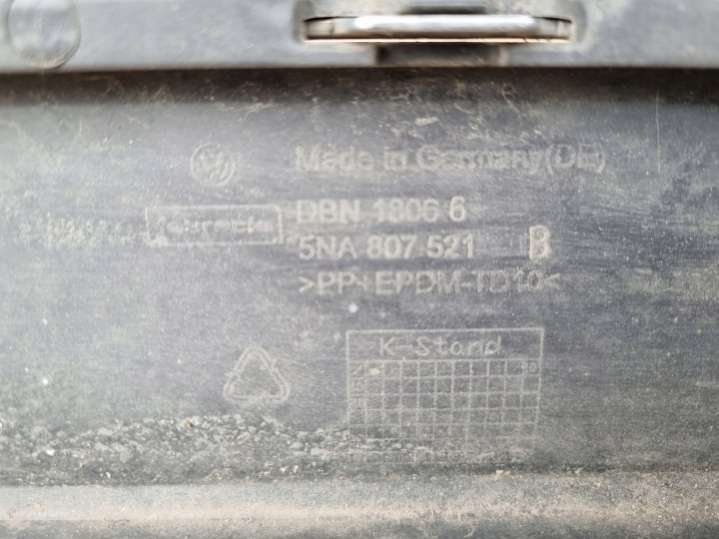 Made in Germany(DE)
DBN 1806 6
5NA 807 521 B
>PP+EPDM-TD10<
K-Stand